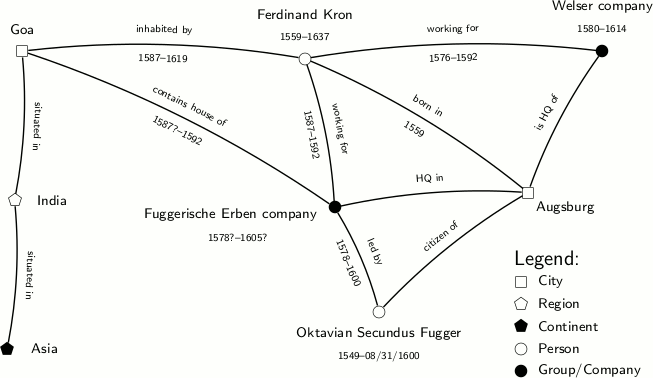 Welser company
1580–1614
Ferdinand Kron
1559–1637
Goa
inhabited by
1587–1619
working for
1576–1592
contains house of
1587?–1592
situated in
working for
1587–1592
born in
1559
is HQ of
HQ in
India
Fuggerische Erben company
1578?–1605?
Augsburg
situated in
led by
1578–1600
citizen of
Asia
Oktavian Secundus Fugger
1549–08/31/1600
Legend:
City
Region
Continent
Person
Group/Company